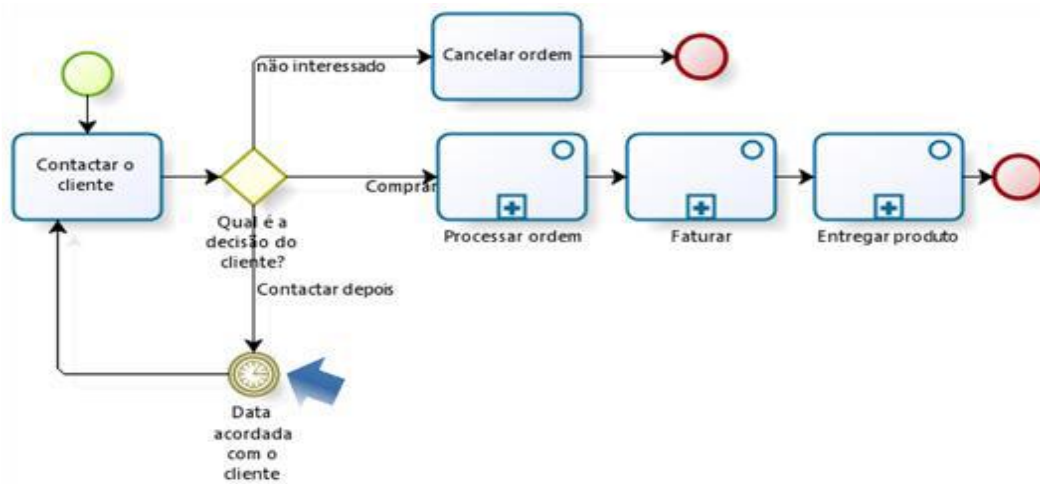 Cancelar ordem
não interessado
Contactar o
cliente
Comprar
Qual é a
decisão do
cliente?
Processar ordem
Faturar
Entregar produto
Contactar depois
Data
acordada
com o
cliente